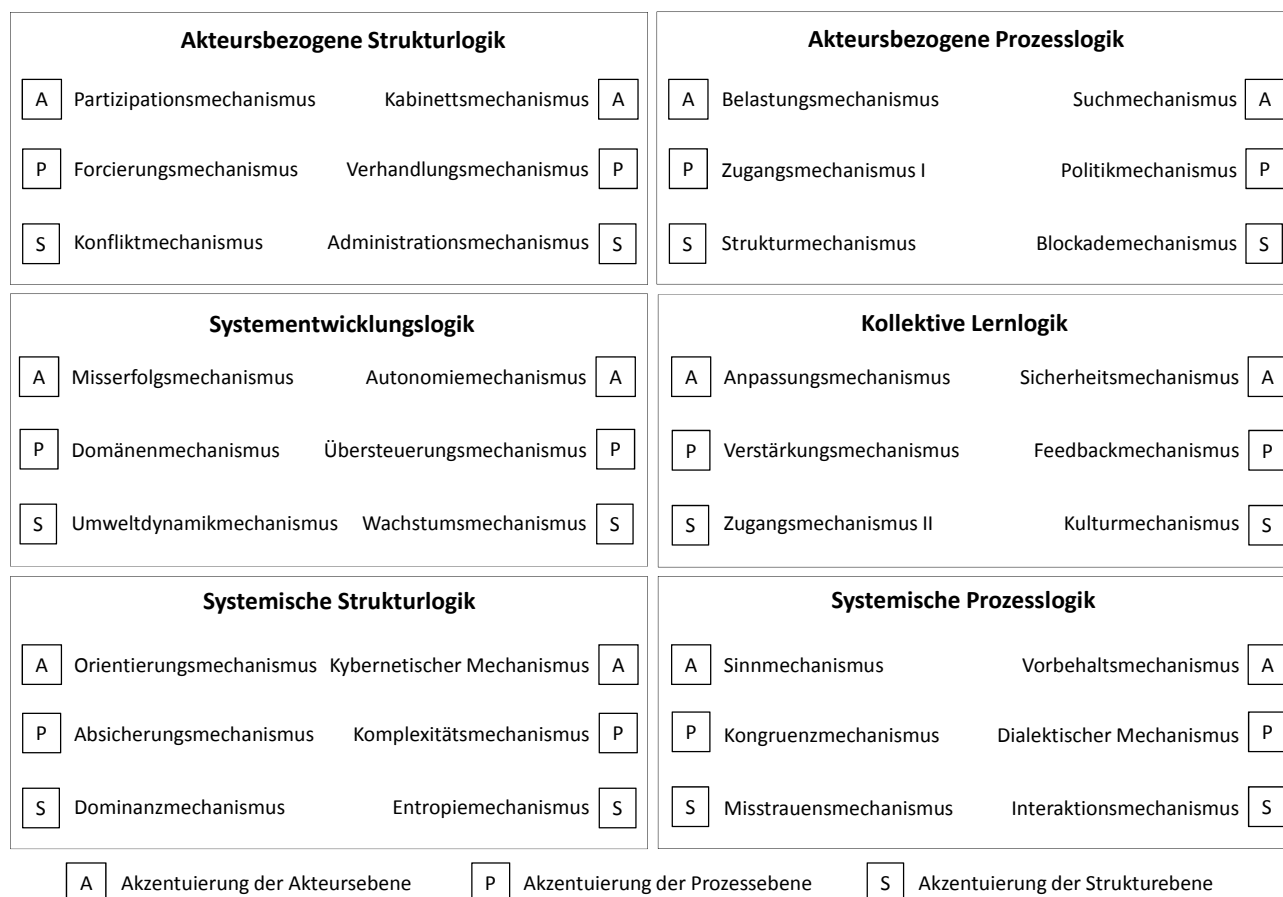 Akteursbezogene Strukturlogik
A Partizipationsmechanismus Kabinettsmechanismus A
P Forcierungsmechanismus Verhandlungsmechanismus P
S Konfliktmechanismus Administrationsmechanismus S
Akteursbezogene Prozesslogik
A Belastungsmechanismus Suchmechanismus A
P Zugangsmechanismus I Politikmechanismus P
S Strukturmechanismus Blockademechanismus S
Systementwicklungslogik
A Misserfolgsmechanismus Autonomiemechanismus A
P Domänenmechanismus Übersteuerungsmechanismus P
S Umweltdynamikmechanismus Wachstumsmechanismus S
Kollektive Lernlogik
A Anpassungsmechanismus Sicherheitsmechanismus A
P Verstärkungsmechanismus Feedbackmechanismus P
S Zugangsmechanismus II Kulturmechanismus S
Systemische Strukturlogik
A Orientierungsmechanismus Kybernetischer Mechanismus A
P Absicherungsmechanismus Komplexitätsmechanismus P
S Dominanzmechanismus Entropiemechanismus S
Systemische Prozesslogik
A Sinnmechanismus Vorbehaltsmechanismus A
P Kongruenzmechanismus Dialektischer Mechanismus P
S Misstrauensmechanismus Interaktionsmechanismus S
A Akzentuierung der Akteursebene P Akzentuierung der Prozessebene S Akzentuierung der Strukturebene